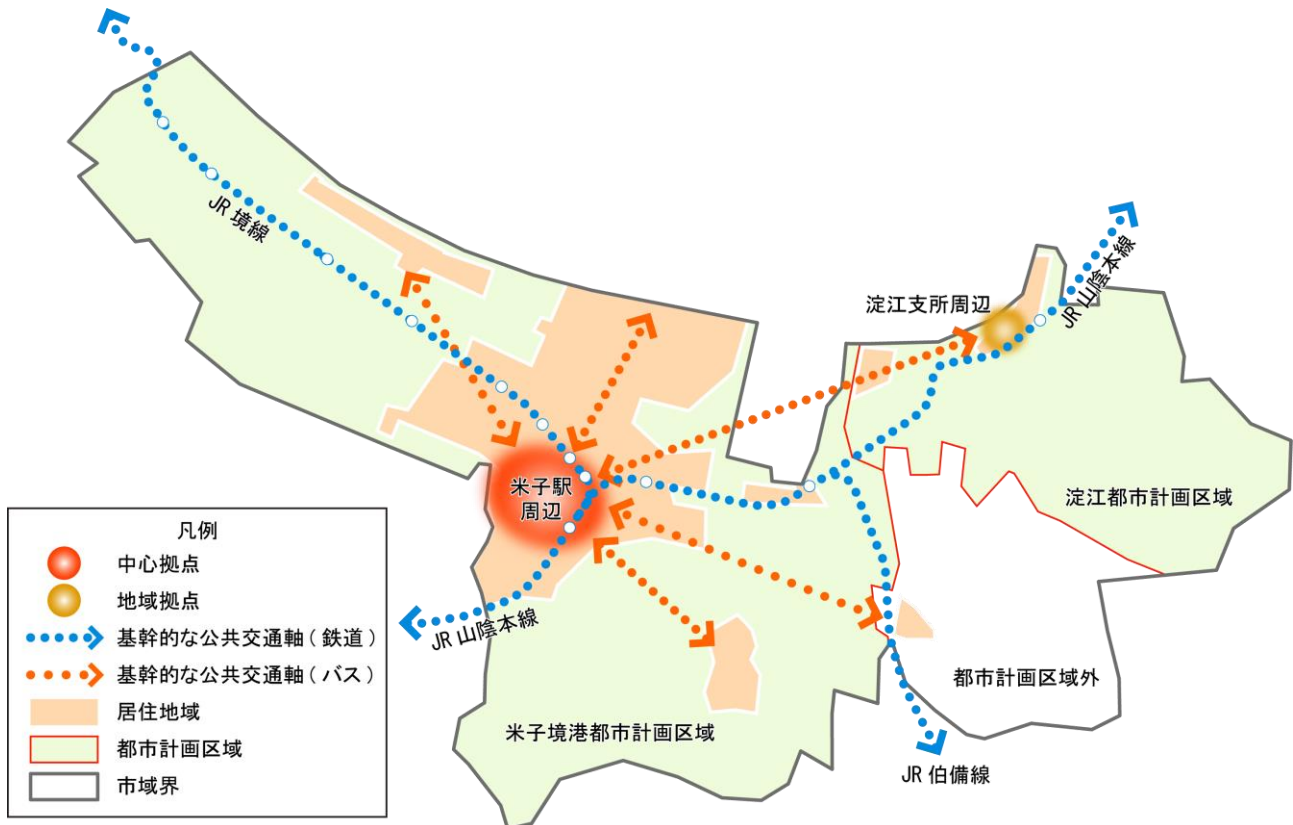 JR 境線
淀江支所周辺
JR 山陰本線
米子駅
周辺
淀江都市計画区域
JR 山陰本線
都市計画区域外
米子境港都市計画区域
JR 伯備線
凡例
中心拠点
地域拠点
基幹的な公共交通軸(鉄道)
基幹的な公共交通軸(バス)
居住地域
都市計画区域
市域界